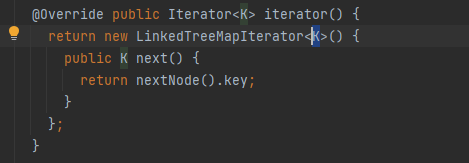 @Override public Iterator<K> iterator() {
return new LinkedTreeMapIterator<K>() {
public K next() {
return nextNode().key;
}
};
}